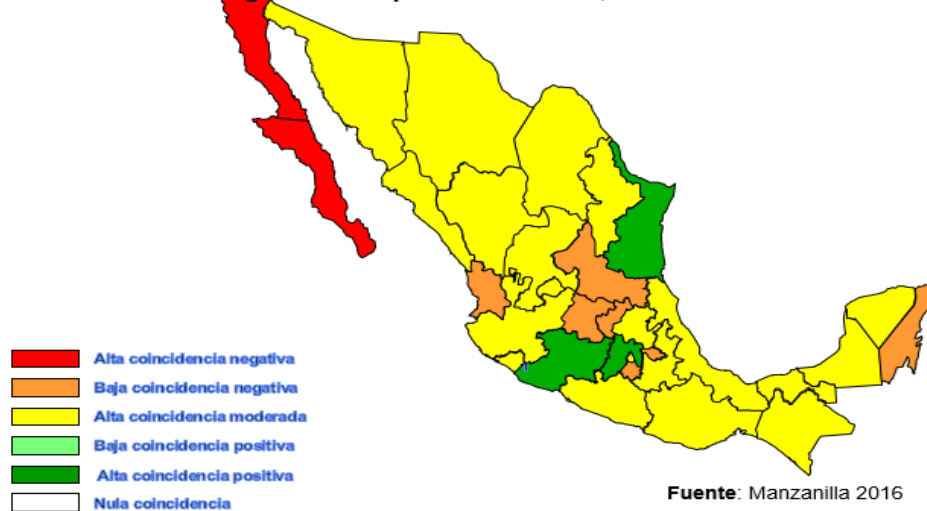 Alta coincidencia negativa
Baja coincidencia negativa
Alta coincidencia moderada
Baja coincidencia positiva
Alta coincidencia positiva
Nula coincidencia
Fuente: Manzanilla 2016